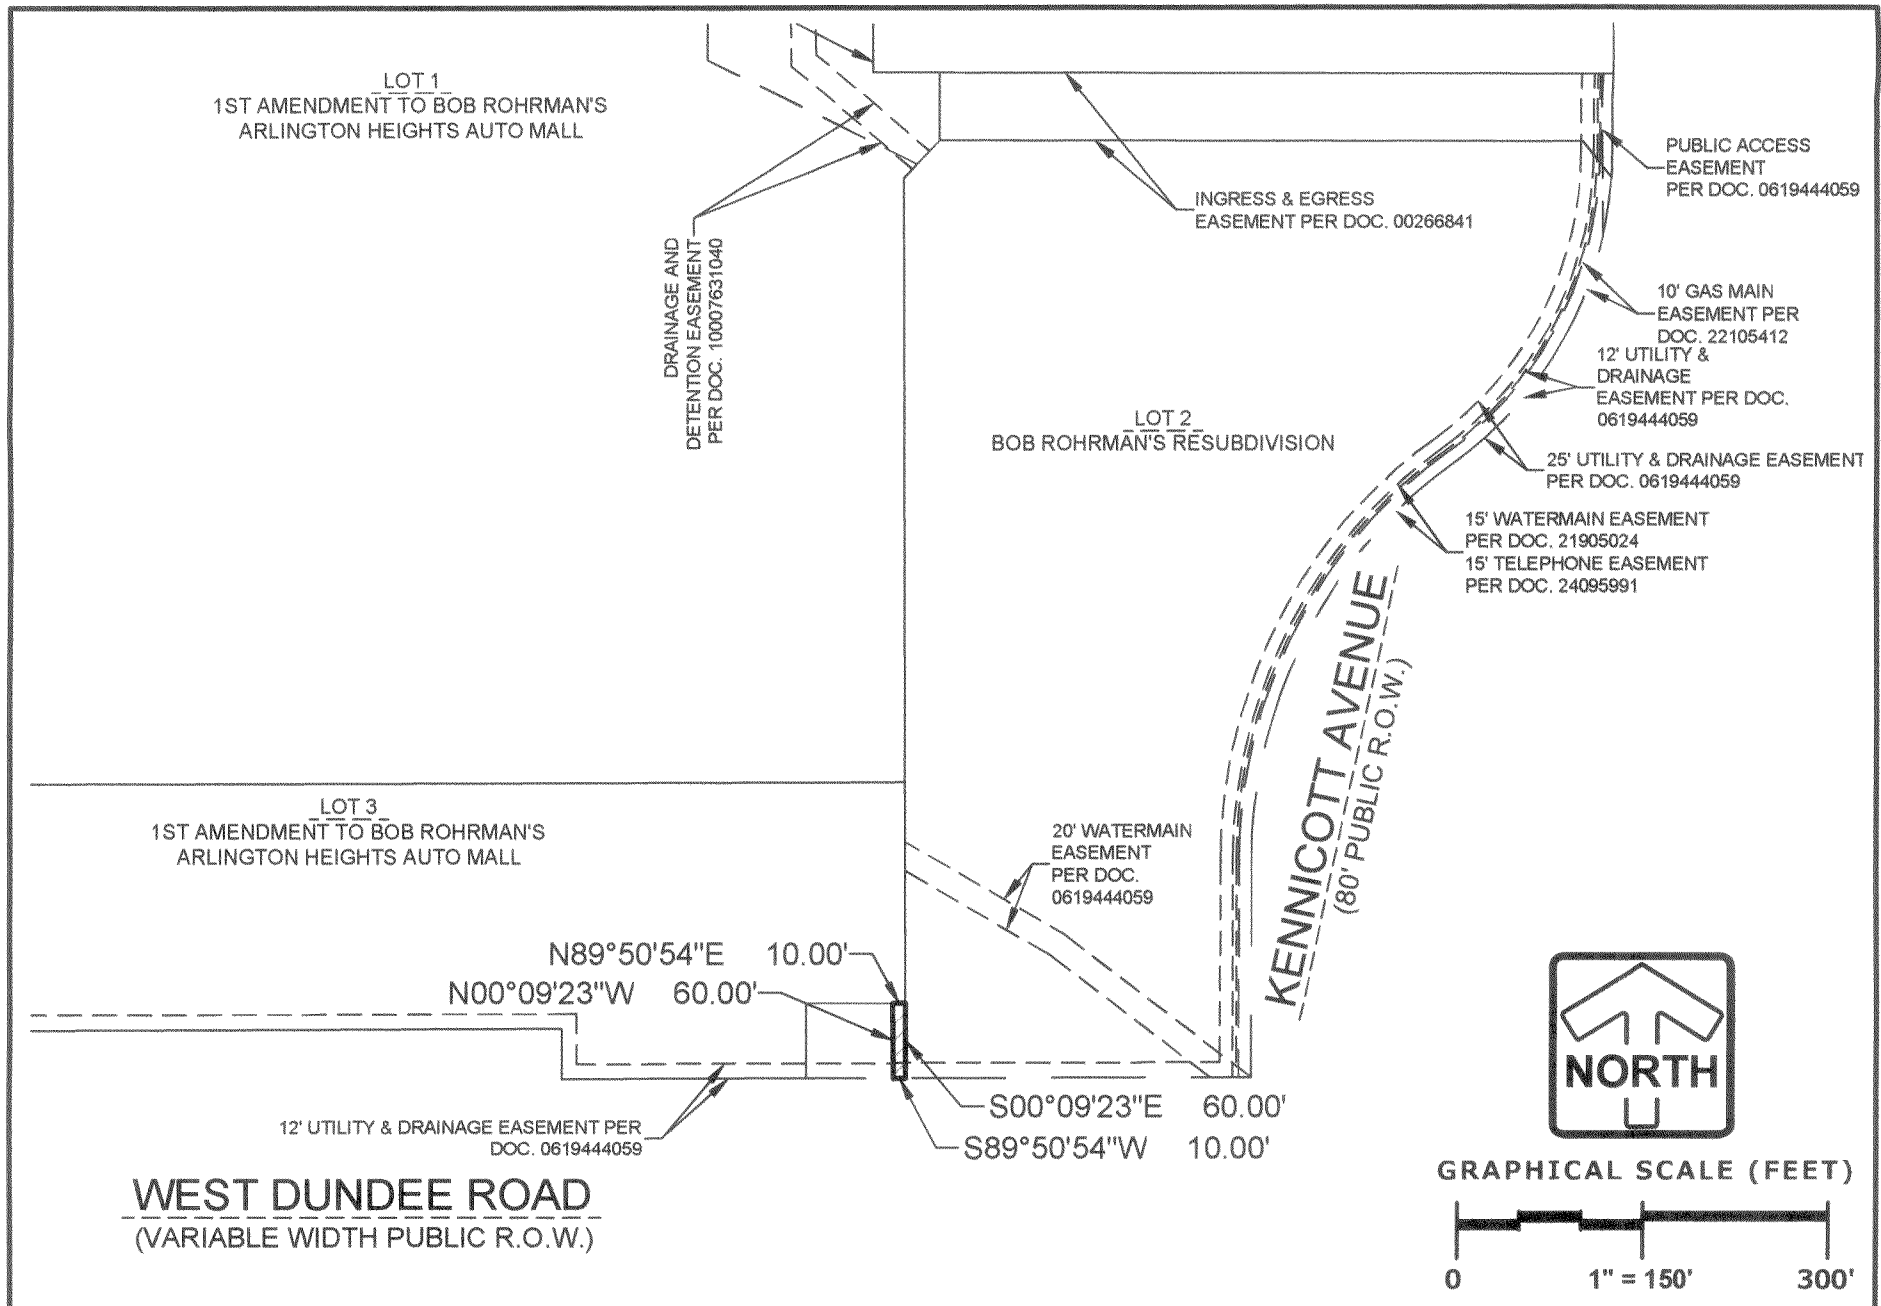 LOT 1
1ST AMENDMENT TO BOB ROHRMAN'S
ARLINGTON HEIGHTS AUTO MALL
PUBLIC ACCESS
EASEMENT
PER DOC. 0619444059
INGRESS & EGRESS
EASEMENT PER DOC. 00266841
DRAINAGE AND
DETENTION EASEMENT
PER DOC. 10007631040
10' GAS MAIN
EASEMENT PER
DOC. 22105412
12' UTILITY &
DRAINAGE
EASEMENT PER DOC.
0619444059
LOT 2
BOB ROHRMAN'S RESUBDIVISION
25' UTILITY & DRAINAGE EASEMENT
PER DOC. 0619444059
15' WATERMAIN EASEMENT
PER DOC. 21905024
15' TELEPHONE EASEMENT
PER DOC. 24095991
KENNICOTT AVENUE
(80' PUBLIC R.O.W.)
LOT 3
1ST AMENDMENT TO BOB ROHRMAN'S
ARLINGTON HEIGHTS AUTO MALL
20' WATERMAIN
EASEMENT
PER DOC.
0619444059
N89°50'54"E 10.00'
N00°09'23"W 60.00'
S00°09'23"E 60.00'
S89°50'54"W 10.00'
12' UTILITY & DRAINAGE EASEMENT PER
DOC. 0619444059
WEST DUNDEE ROAD
(VARIABLE WIDTH PUBLIC R.O.W.)
NORTH
GRAPHICAL SCALE (FEET)
0 1" = 150' 300'